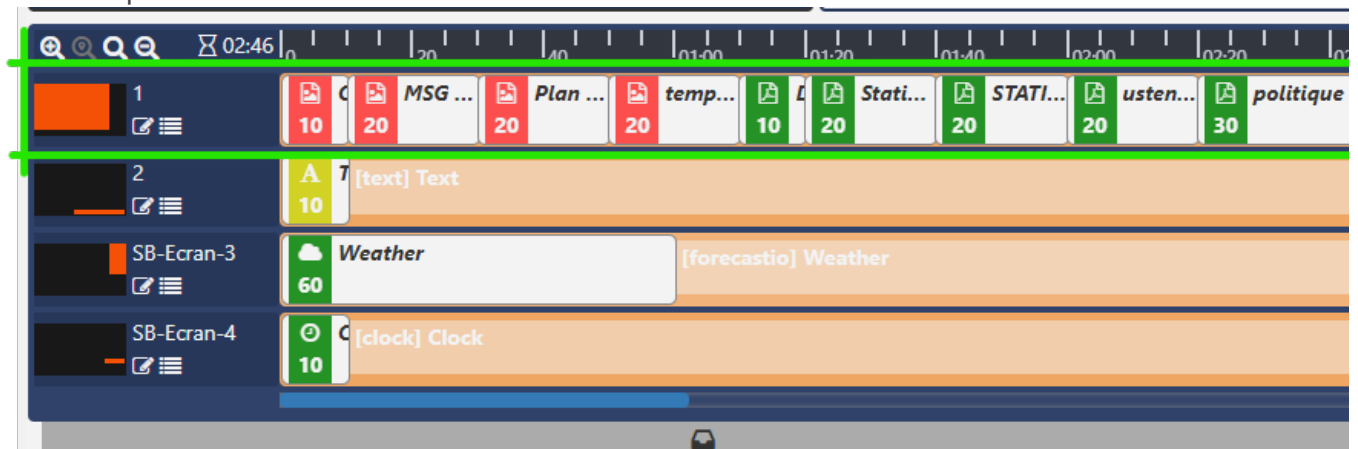 02:46 0 20 40 01:00 01:20 01:40 02:00 02:20
1
10 20 MSG ... 20 Plan ... 20 temp... 10 20 Stati... 20 STATI... 20 usten... 30 politique
2
A 10 [text] Text
SB-Ecran-3
60 Weather [forecastio] Weather
SB-Ecran-4
10 [clock] Clock